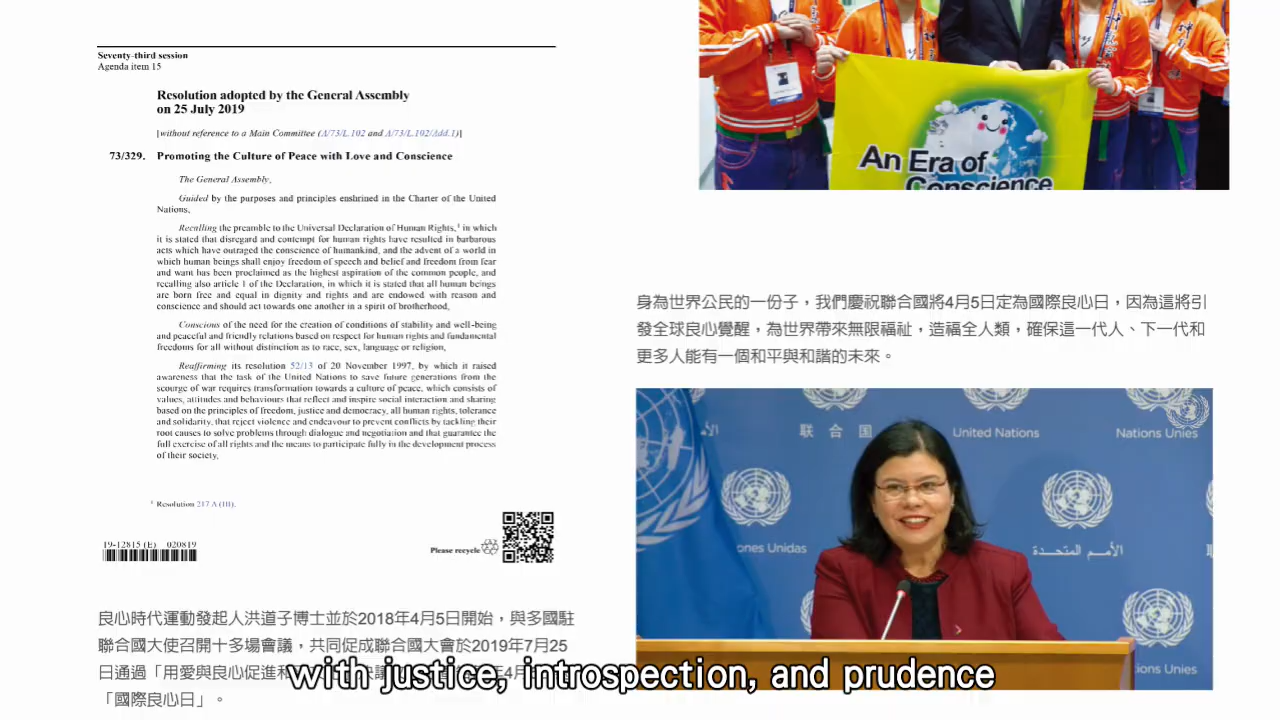 Seventy-third session
Agenda item 15
Resolution adopted by the General Assembly
on 25 July 2019
[without reference to a Main Committee (A/73/L.102 and A/73/L.102/Add.1)]
73/329. Promoting the Culture of Peace with Love and Conscience
The General Assembly,
Guided by the purposes and principles enshrined in the Charter of the United
Nations,
Recalling the preamble to the Universal Declaration of Human Rights,1 in which
it is stated that disregard and contempt for human rights have resulted in barbarous
acts which have outraged the conscience of humankind, and the advent of a world in
which human beings shall enjoy freedom of speech and belief and freedom from fear
and want has been proclaimed as the highest aspiration of the common people, and
recalling also article 1 of the Declaration, in which it is stated that all human beings
are born free and equal in dignity and rights and are endowed with reason and
conscience and should act towards one another in a spirit of brotherhood,
Conscious of the need for the creation of conditions of stability and well-being
and peaceful and friendly relations based on respect for human rights and fundamental
freedoms for all without distinction as to race, sex, language or religion,
Reaffirming its resolution 52/13 of 20 November 1997, by which it raised
awareness that the task of the United Nations to save future generations from the
scourge of war requires transformation towards a culture of peace, which consists of
values, attitudes and behaviours that reflect and inspire social interaction and sharing
based on the principles of freedom, justice and democracy, all human rights, tolerance
and solidarity, that reject violence and endeavour to prevent conflicts by tackling their
root causes to solve problems through dialogue and negotiation and that guarantee the
full exercise of all rights and the means to participate fully in the development process
of their society,
1 Resolution 217 A (III).
19-12815 (E) 020819
Please recycle
良心時代運動發起人洪道子博士並於2018年4月5日開始，與多國駐
聯合國大使召開十多場會議，共同促成聯合國大會於2019年7月25
日通過「用愛與良心促進和
年4月
「國際良心日」。
An Era of
Conscience
身為世界公民的一份子，我們慶祝聯合國將4月5日定為國際良心日，因為這將引
發全球良心覺醒，為世界帶來無限福祉，造福全人類，確保這一代人、下一代和
更多人能有一個和平與和諧的未來。
联合国
United Nations
Nations Unies
ones Unidas
الأمم المتحدة
ns Unies
with justice, introspection, and prudence